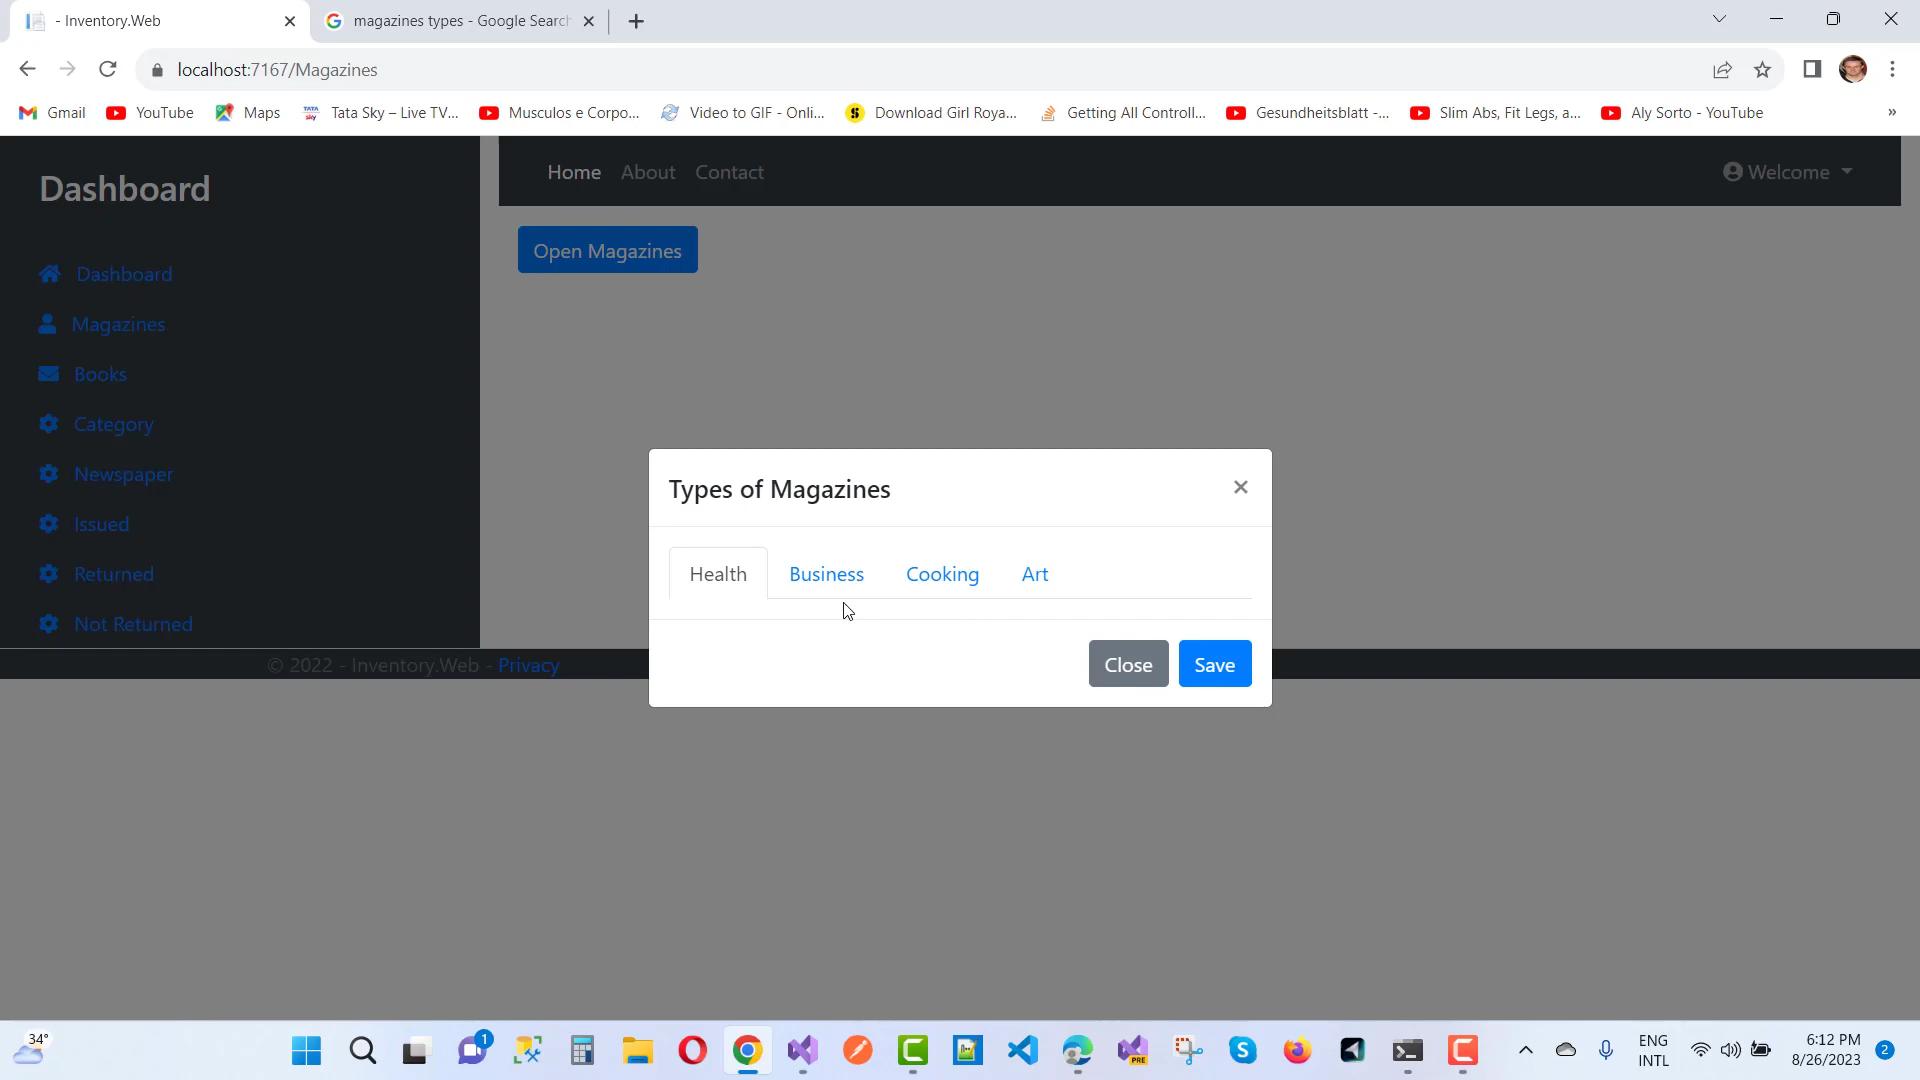 - Inventory.Web
magazines types - Google Search
localhost:7167/Magazines
Gmail
YouTube
Maps
Tata Sky – Live TV...
Musculos e Corpo...
Video to GIF - Onli...
Download Girl Roya...
Getting All Controll...
Gesundheitsblatt -...
Slim Abs, Fit Legs, a...
Aly Sorto - YouTube
»
Dashboard
Home
About
Contact
Welcome
Open Magazines
Dashboard
Magazines
Books
Category
Newspaper
Issued
Returned
Not Returned
Types of Magazines
Health
Business
Cooking
Art
Close
Save
© 2022 - Inventory.Web - Privacy
34°
1
PRE
ENG
INTL
6:12 PM
8/26/2023
2